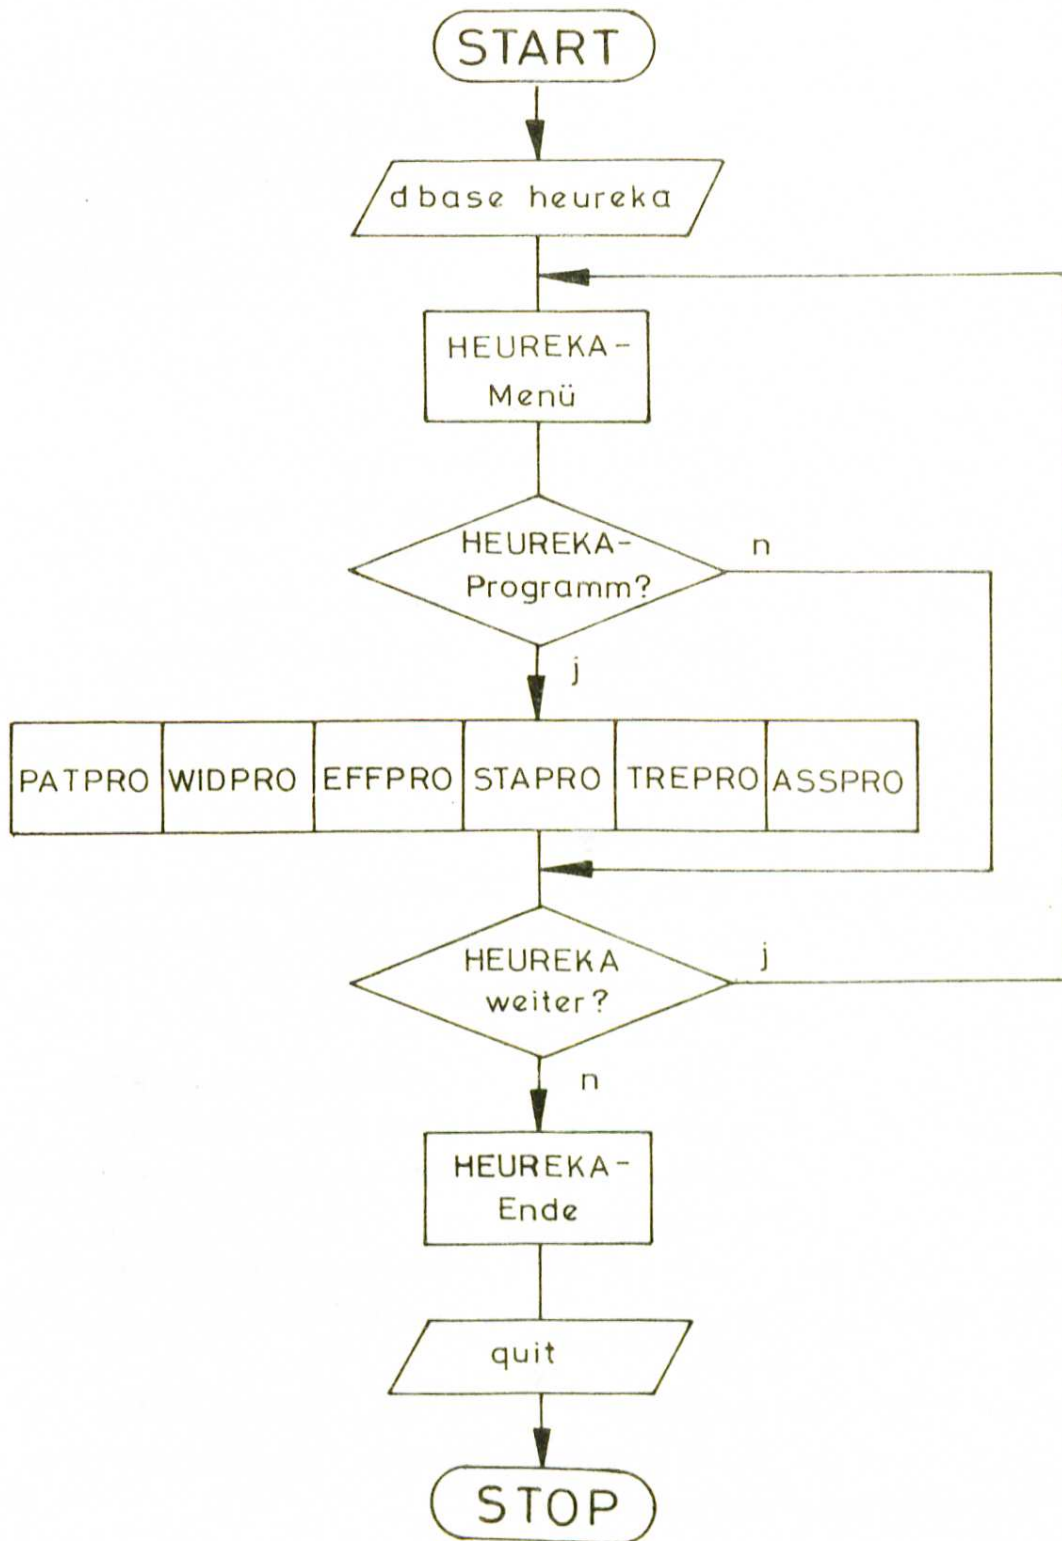 START
dbase heureka
HEUREKA-
Menü
HEUREKA-
Programm?
n
j
PATPRO WIDPRO EFFPRO STAPRO TREPRO ASSPRO
HEUREKA
weiter?
j
n
HEUREKA-
Ende
quit
STOP